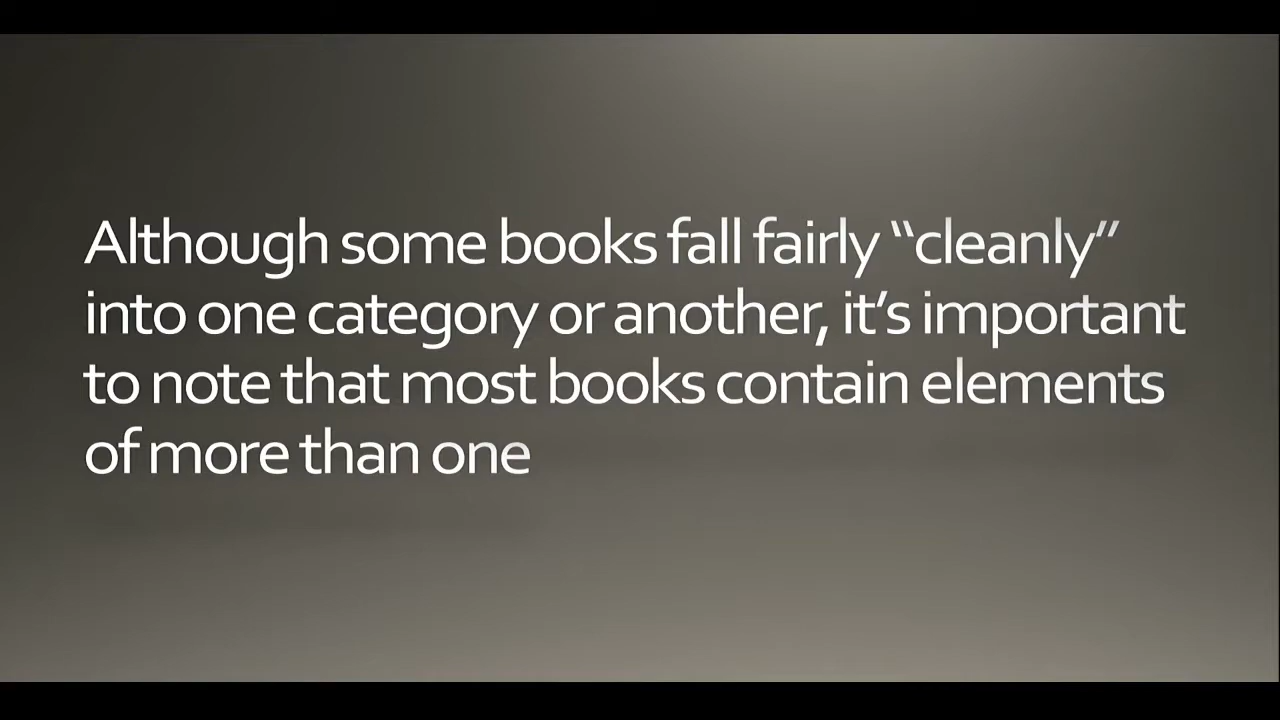 Although some books fall fairly “cleanly”
into one category or another, it’s important
to note that most books contain elements
of more than one